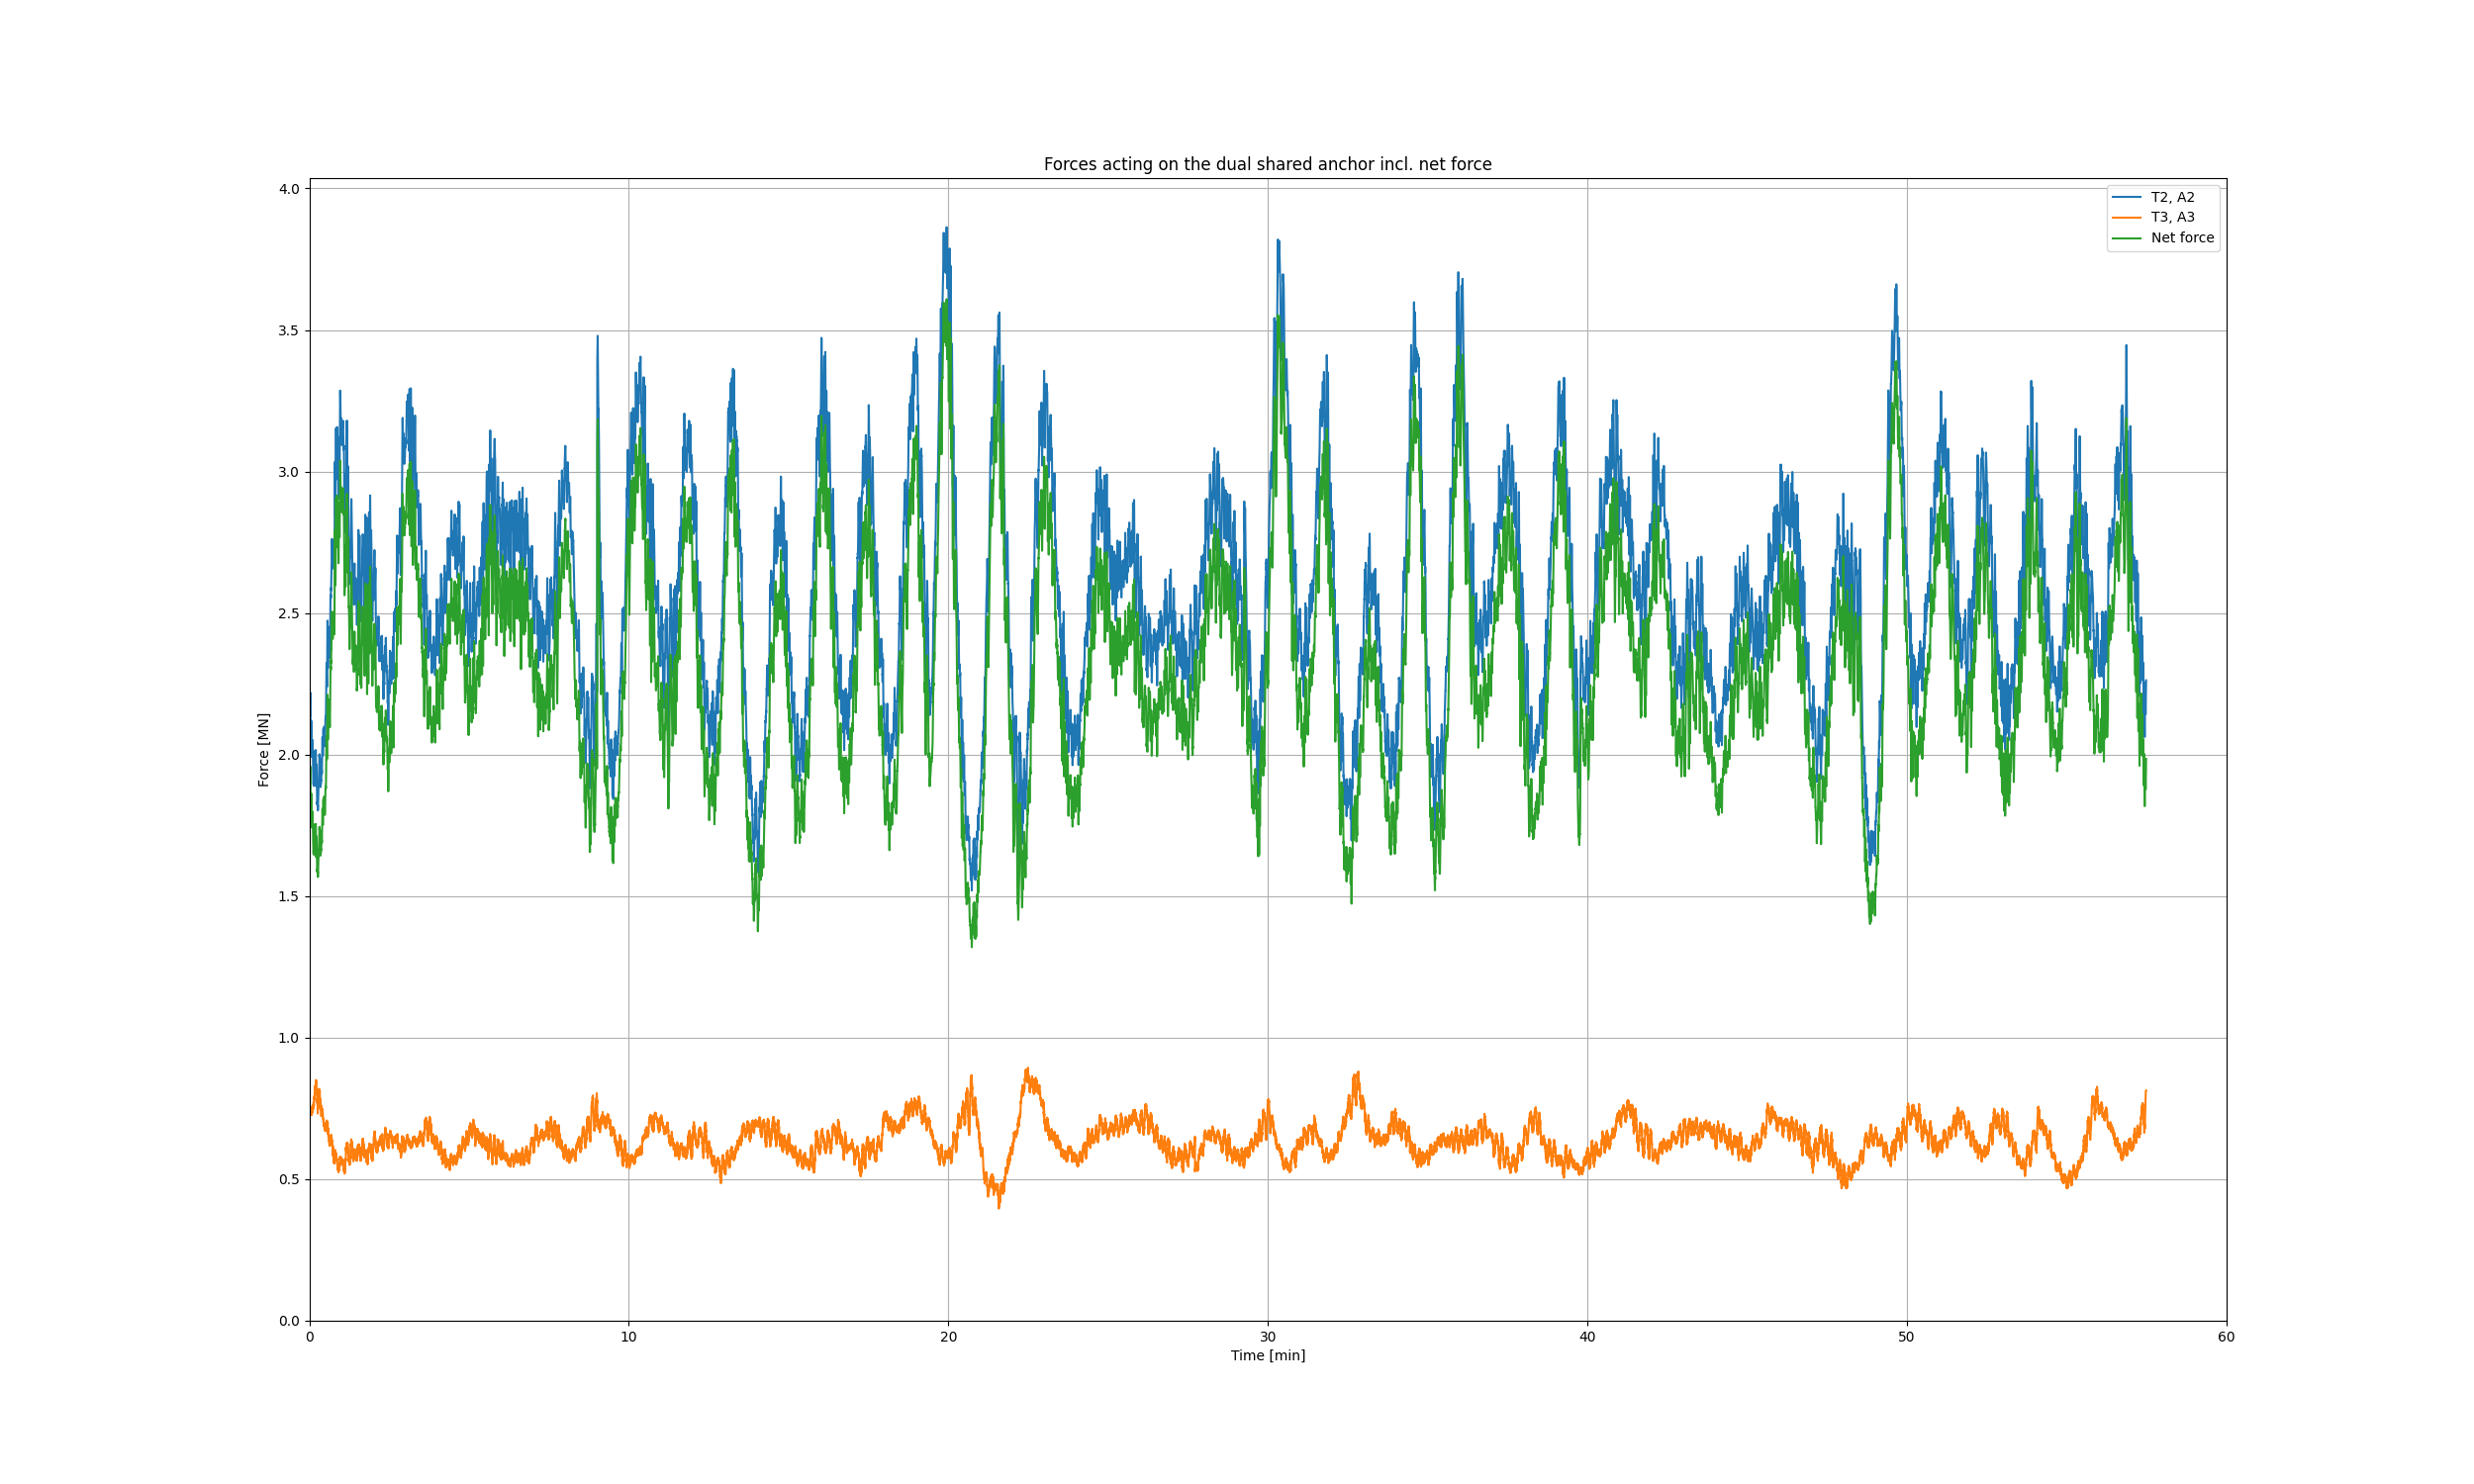 Forces acting on the dual shared anchor incl. net force
4.0
3.5
3.0
2.5
2.0
1.5
1.0
0.5
0.0
Force [MN]
T2, A2
T3, A3
Net force
0 10 20 30 40 50 60
Time [min]